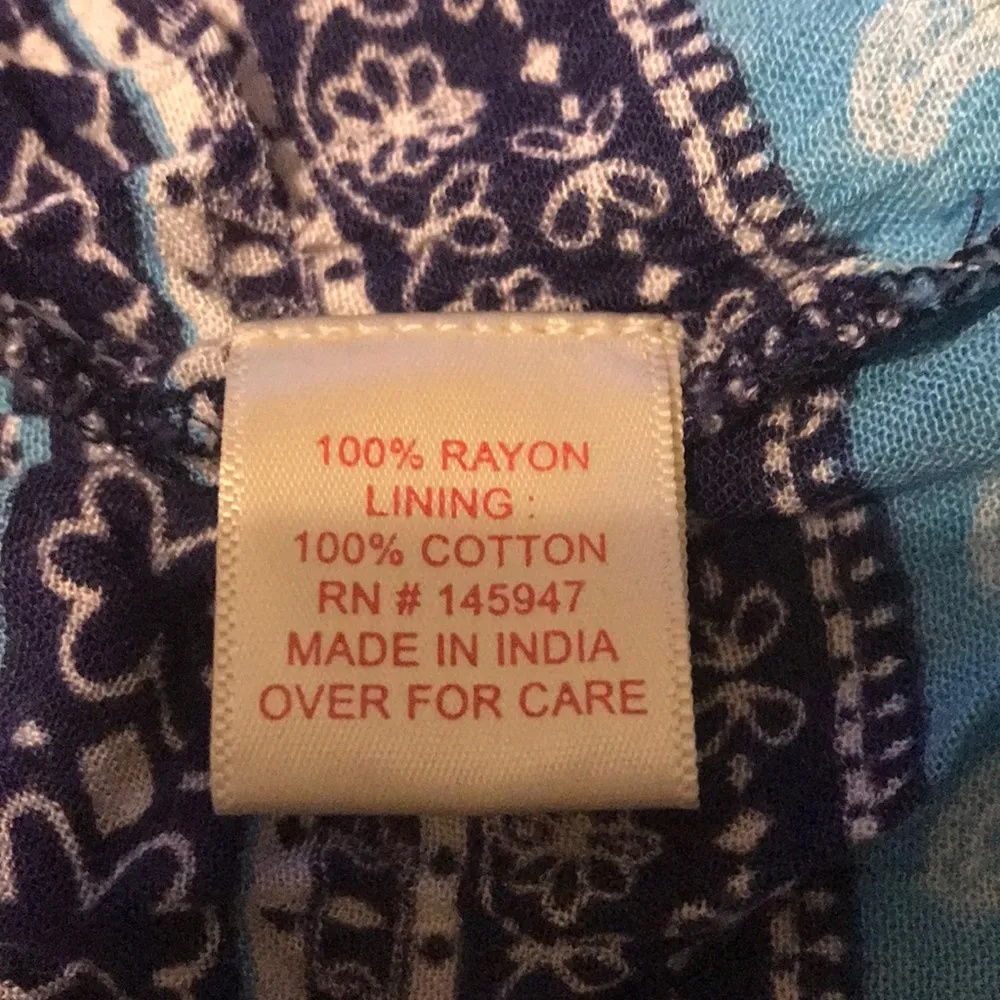 100% RAYON
LINING :
100% COTTON
RN # 145947
MADE IN INDIA
OVER FOR CARE